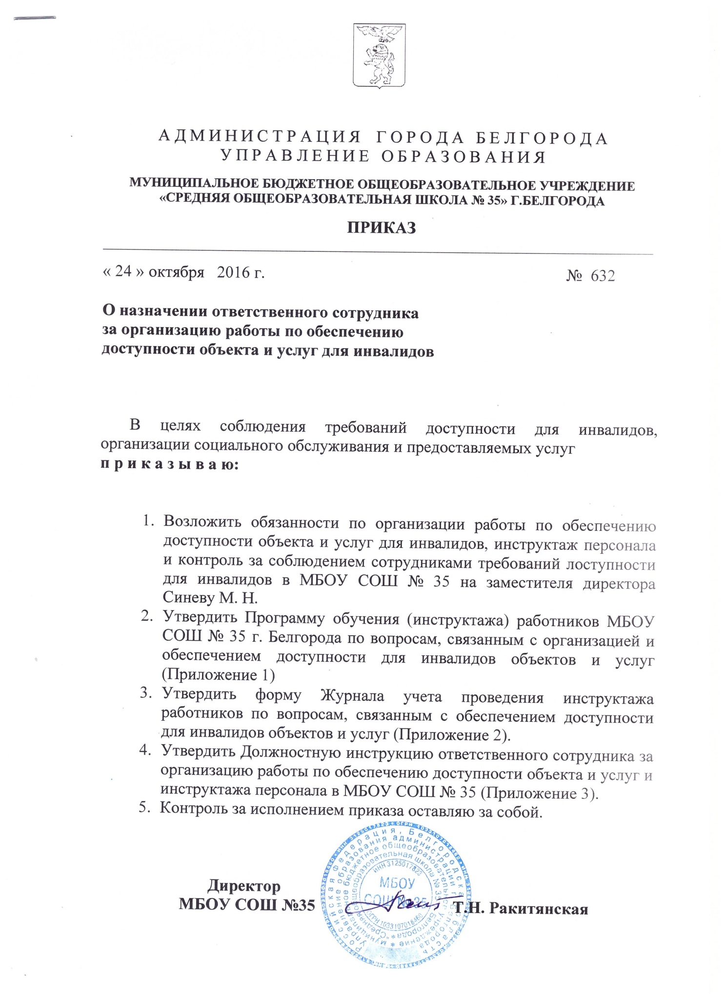 АДМИНИСТРАЦИЯ ГОРОДА БЕЛГОРОДА
УПРАВЛЕНИЕ ОБРАЗОВАНИЯ
МУНИЦИПАЛЬНОЕ БЮДЖЕТНОЕ ОБЩЕОБРАЗОВАТЕЛЬНОЕ УЧРЕЖДЕНИЕ
«СРЕДНЯЯ ОБЩЕОБРАЗОВАТЕЛЬНАЯ ШКОЛА № 35» Г.БЕЛГОРОДА
ПРИКАЗ
« 24 » октября 2016 г. № 632
О назначении ответственного сотрудника
за организацию работы по обеспечению
доступности объекта и услуг для инвалидов
В целях соблюдения требований доступности для инвалидов,
организации социального обслуживания и предоставляемых услуг
п р и к а з ы в а ю:
1. Возложить обязанности по организации работы по обеспечению
доступности объекта и услуг для инвалидов, инструктаж персонала
и контроль за соблюдением сотрудниками требований лоступности
для инвалидов в МБОУ СОШ № 35 на заместителя директора
Синеву М. Н.
2. Утвердить Программу обучения (инструктажа) работников МБОУ
СОШ № 35 г. Белгорода по вопросам, связанным с организацией и
обеспечением доступности для инвалидов объектов и услуг
(Приложение 1)
3. Утвердить форму Журнала учета проведения инструктажа
работников по вопросам, связанным с обеспечением доступности
для инвалидов объектов и услуг (Приложение 2).
4. Утвердить Должностную инструкцию ответственного сотрудника за
организацию работы по обеспечению доступности объекта и услуг и
инструктажа персонала в МБОУ СОШ № 35 (Приложение 3).
5. Контроль за исполнением приказа оставляю за собой.
Директор
МБОУ СОШ №35 Т.Н. Ракитянская
Российская Федерация, Белгородская область
Управление образования администрации г. Белгорода
муниципальное бюджетное общеобразовательное учреждение
"Средняя общеобразовательная школа № 35" г. Белгорода
ИНН 3125017823
МБОУ
СОШ № 35
ОГРН 1033107018460